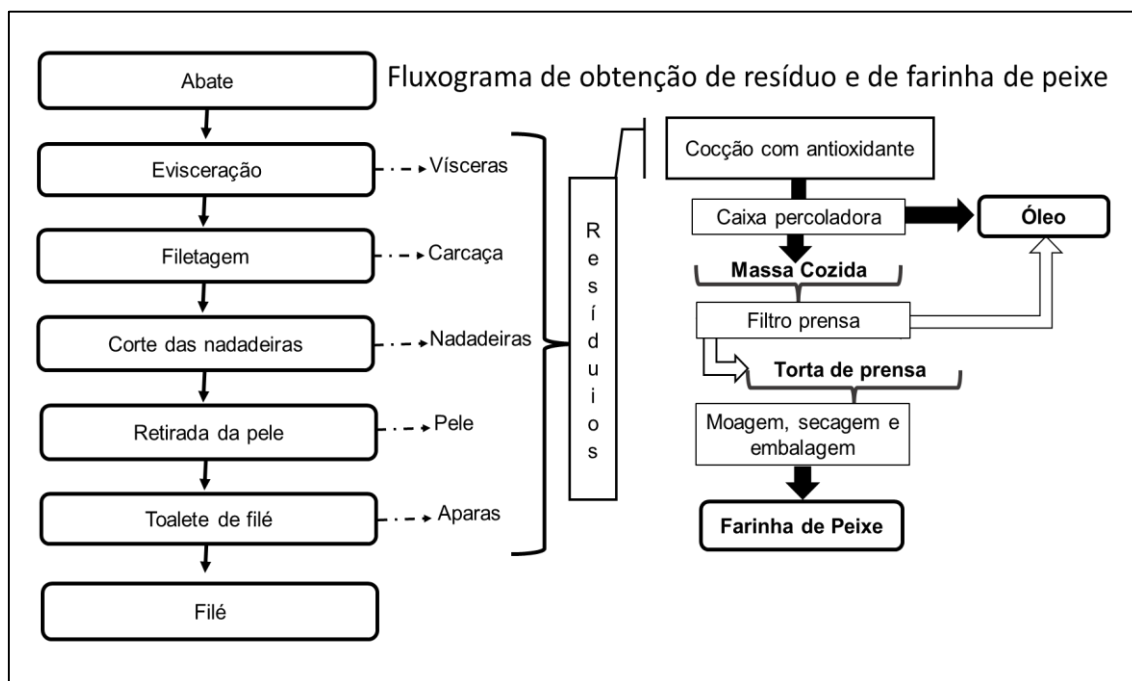 Fluxograma de obtenção de resíduo e de farinha de peixe
Abate
Evisceração
Vísceras
Filetagem
Carcaça
Corte das nadadeiras
Nadadeiras
Retirada da pele
Pele
Toalete de filé
Aparas
Filé
Resíduios
Cocção com antioxidante
Caixa percoladora
Óleo
Massa Cozida
Filtro prensa
Torta de prensa
Moagem, secagem e
embalagem
Farinha de Peixe